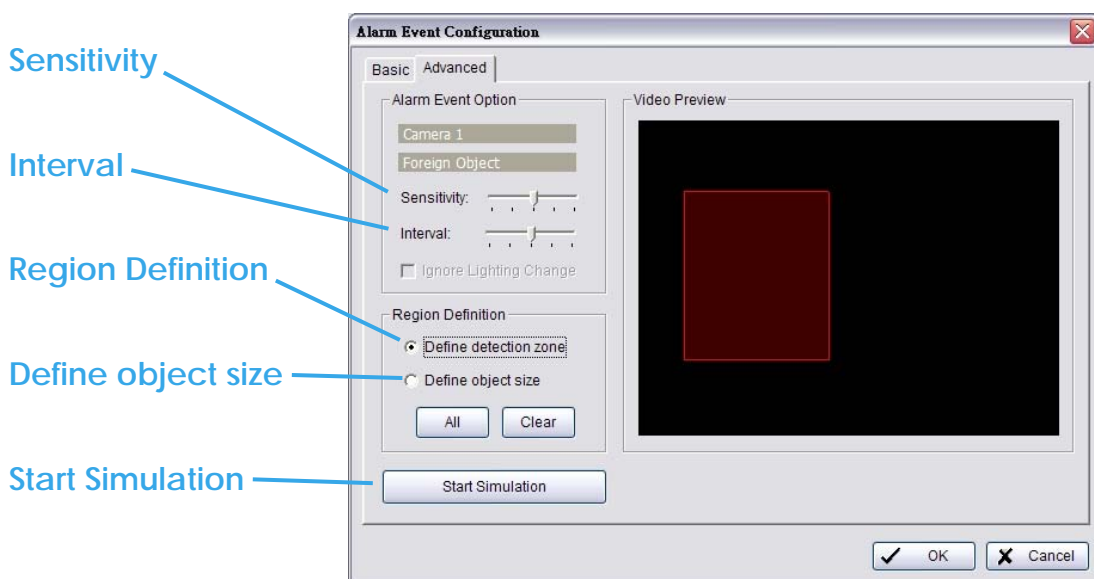 Sensitivity
Interval
Region Definition
Define object size
Start Simulation
Alarm Event Configuration
Basic
Advanced
Alarm Event Option
Camera 1
Foreign Object
Sensitivity:
Interval:
Ignore Lighting Change
Region Definition
Define detection zone
Define object size
All
Clear
Start Simulation
Video Preview
OK
Cancel